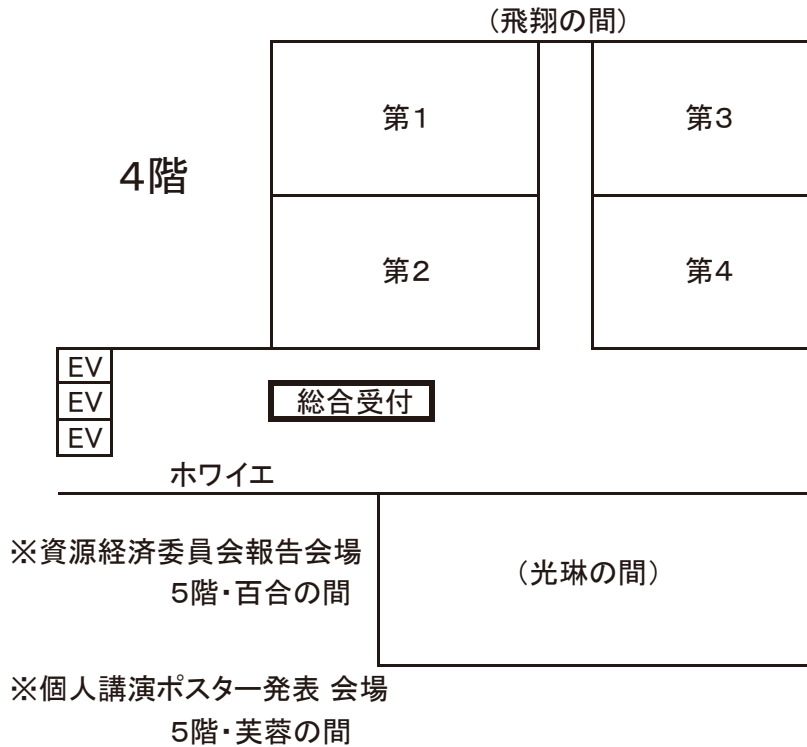 (飛翔の間)
第1
第3
4階
第2
第4
EV
EV
EV
総合受付
ホワイエ
※資源経済委員会報告会場
5階・百合の間
(光琳の間)
※個人講演ポスター発表 会場
5階・芙蓉の間